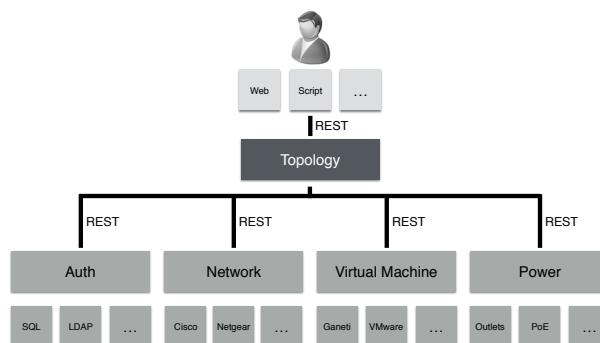 Web Script ...
REST
Topology
REST REST REST REST
Auth Network Virtual Machine Power
SQL LDAP ... Cisco Netgear ... Ganeti VMware ... Outlets PoE ...